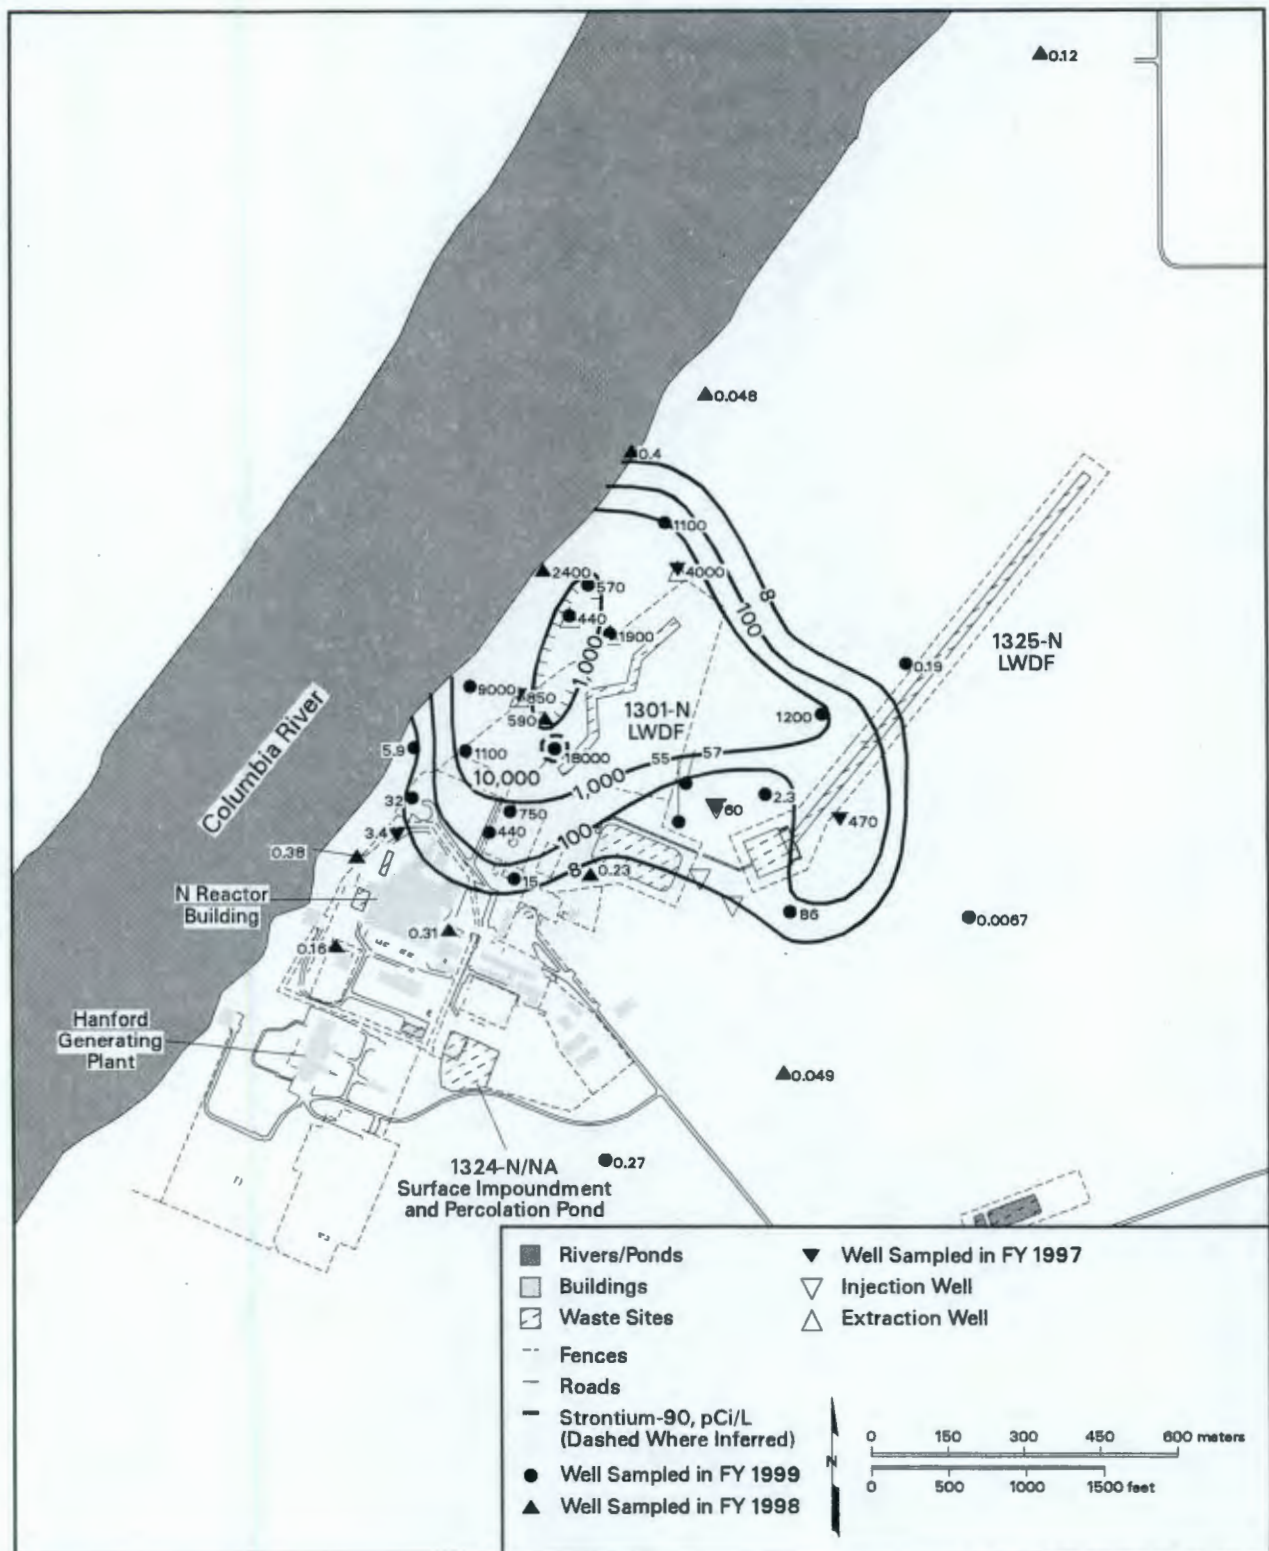 0.12
0.048
0.4
1100
4000
2400
570
440
1900
8
100
1,000
1325-N
LWDF
0.19
9000
850
590
1301-N
LWDF
1200
Columbia River
5.9
1100
18000
55
57
10,000
1,000
32
750
60
2.3
3.4
440
100
470
0.38
8
0.23
15
N Reactor
Building
86
0.0067
0.31
0.16
Hanford
Generating
Plant
0.049
1324-N/NA
Surface Impoundment
and Percolation Pond
0.27
Rivers/Ponds
Buildings
Waste Sites
Fences
Roads
Strontium-90, pCi/L
(Dashed Where Inferred)
Well Sampled in FY 1999
Well Sampled in FY 1998
Well Sampled in FY 1997
Injection Well
Extraction Well
N
0 150 300 450 600 meters
0 500 1000 1500 feet